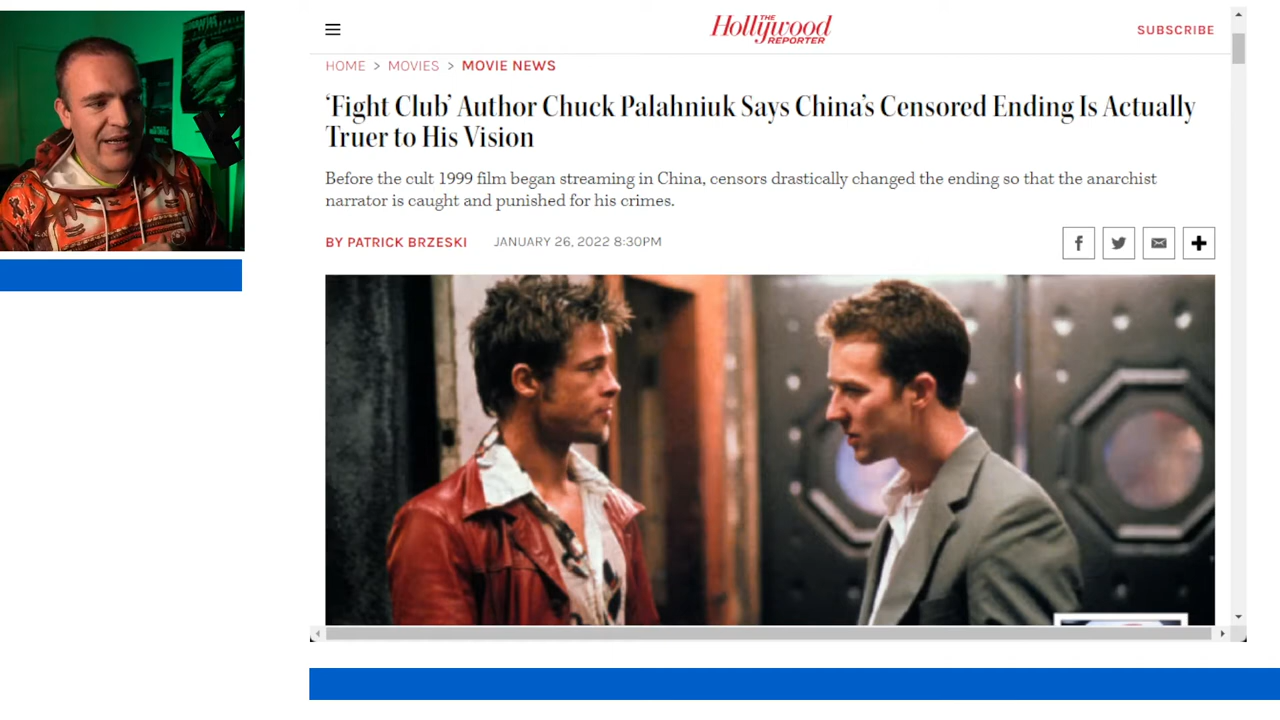 THE
Hollywood
REPORTER
SUBSCRIBE
HOME > MOVIES > MOVIE NEWS
‘Fight Club’ Author Chuck Palahniuk Says China’s Censored Ending Is Actually
Truer to His Vision
Before the cult 1999 film began streaming in China, censors drastically changed the ending so that the anarchist
narrator is caught and punished for his crimes.
BY PATRICK BRZESKI JANUARY 26, 2022 8:30PM